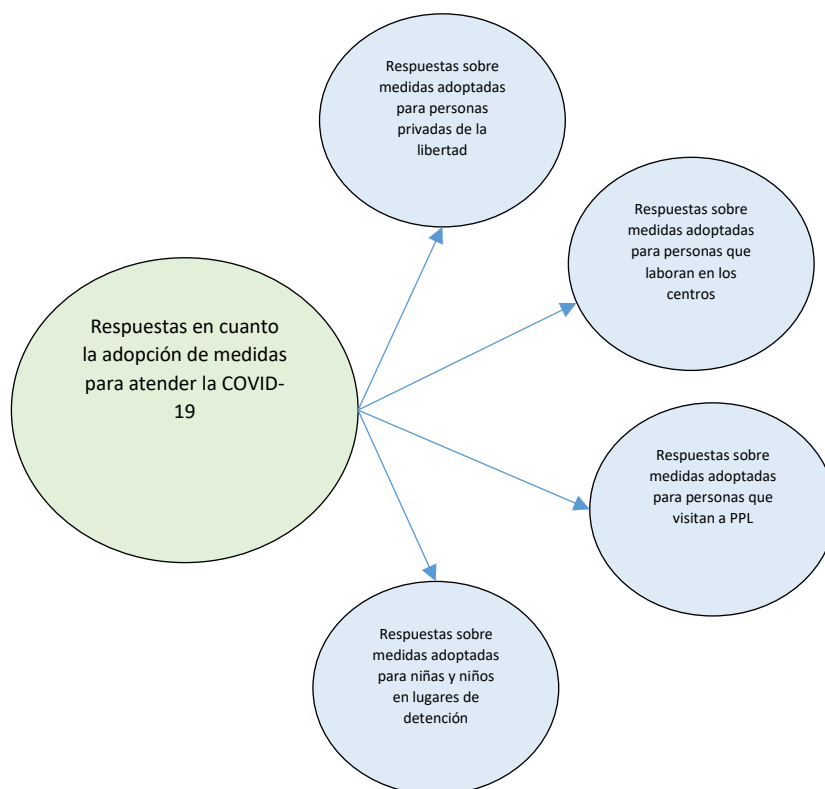 Respuestas sobre
medidas adoptadas
para personas
privadas de la
libertad
Respuestas sobre
medidas adoptadas
para personas que
laboran en los
centros
Respuestas en cuanto
la adopción de medidas
para atender la COVID-
19
Respuestas sobre
medidas adoptadas
para personas que
visitan a PPL
Respuestas sobre
medidas adoptadas
para niñas y niños
en lugares de
detención